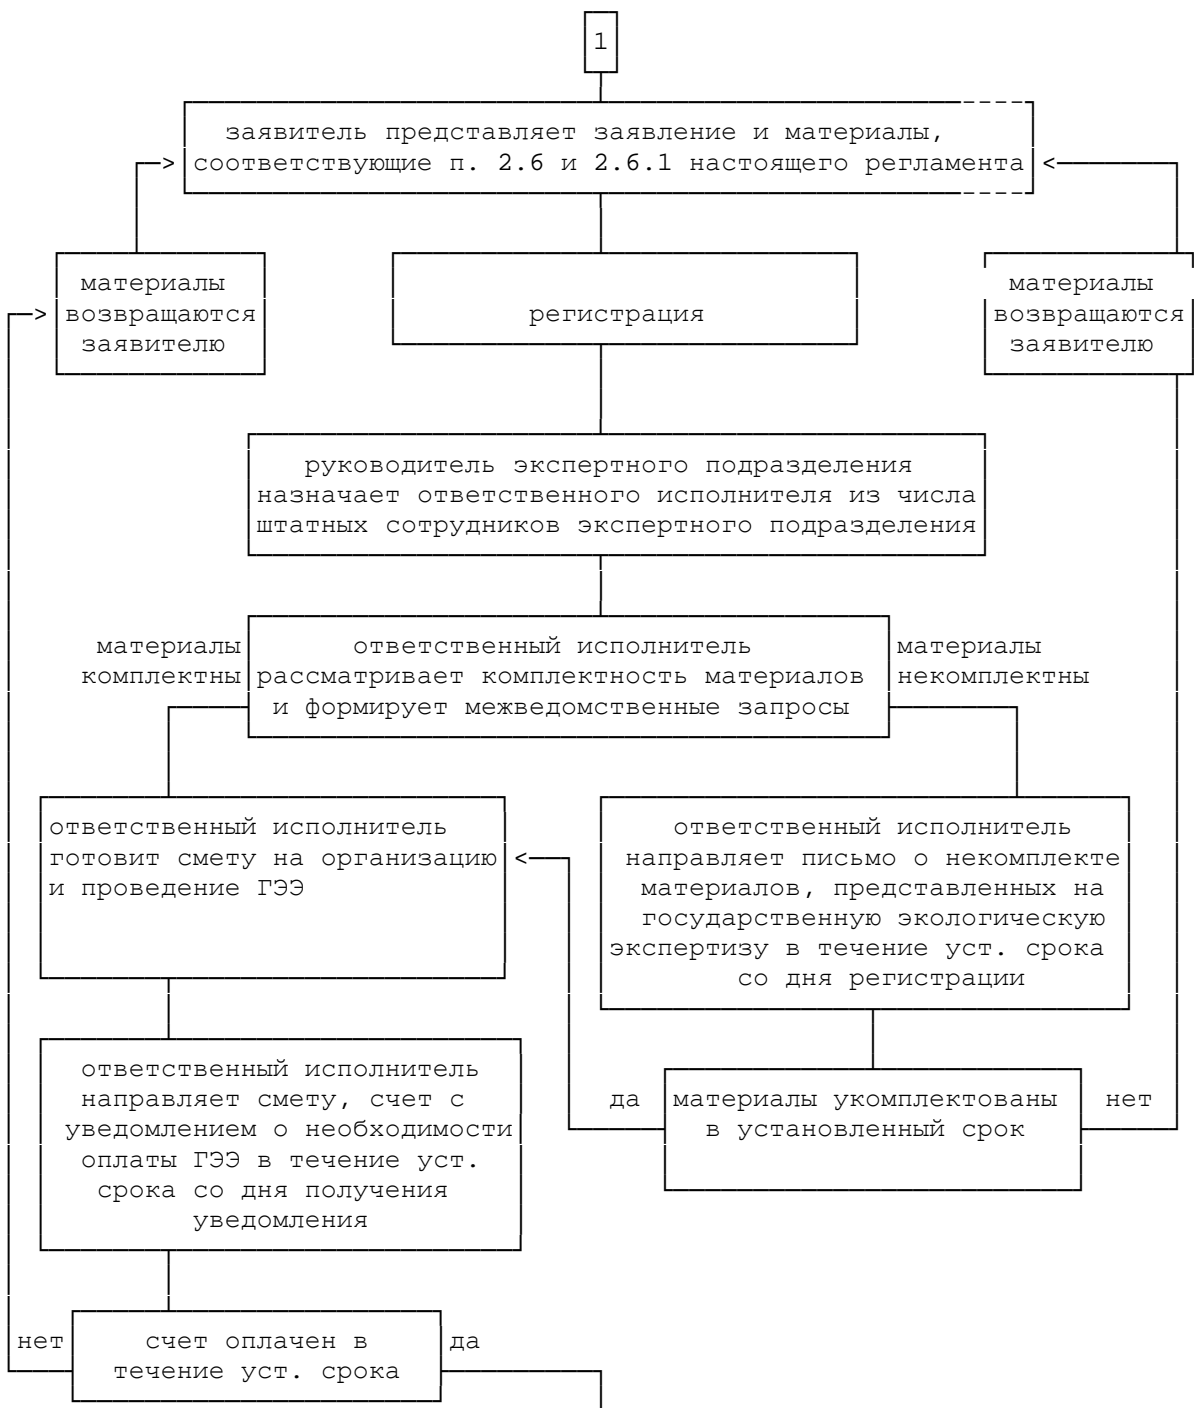 1
заявитель представляет заявление и материалы,
соответствующие п. 2.6 и 2.6.1 настоящего регламента
материалы
возвращаются
заявителю
регистрация
материалы
возвращаются
заявителю
руководитель экспертного подразделения
назначает ответственного исполнителя из числа
штатных сотрудников экспертного подразделения
материалы
комплектны
ответственный исполнитель
рассматривает комплектность материалов
и формирует межведомственные запросы
материалы
некомплектны
ответственный исполнитель
готовит смету на организацию
и проведение ГЭЭ
ответственный исполнитель
направляет письмо о некомплекте
материалов, представленных на
государственную экологическую
экспертизу в течение уст. срока
со дня регистрации
ответственный исполнитель
направляет смету, счет с
уведомлением о необходимости
оплаты ГЭЭ в течение уст.
срока со дня получения
уведомления
да
материалы укомплектованы
в установленный срок
нет
нет
счет оплачен в
течение уст. срока
да